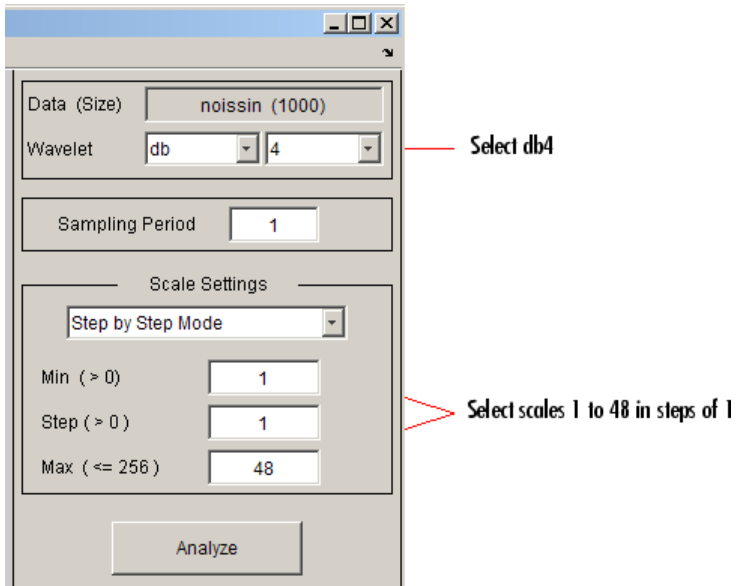 Data (Size) noissin (1000)
Wavelet db 4
Select db4
Sampling Period 1
Scale Settings
Step by Step Mode
Min ( > 0) 1
Step ( > 0 ) 1
Select scales 1 to 48 in steps of 1
Max ( <= 256 ) 48
Analyze